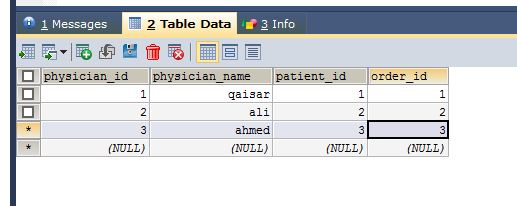 1 Messages 2 Table Data 3 Info
physician_id physician_name patient_id order_id
1 qaisar 1 1
2 ali 2 2
* 3 ahmed 3 3
* (NULL) (NULL) (NULL) (NULL)